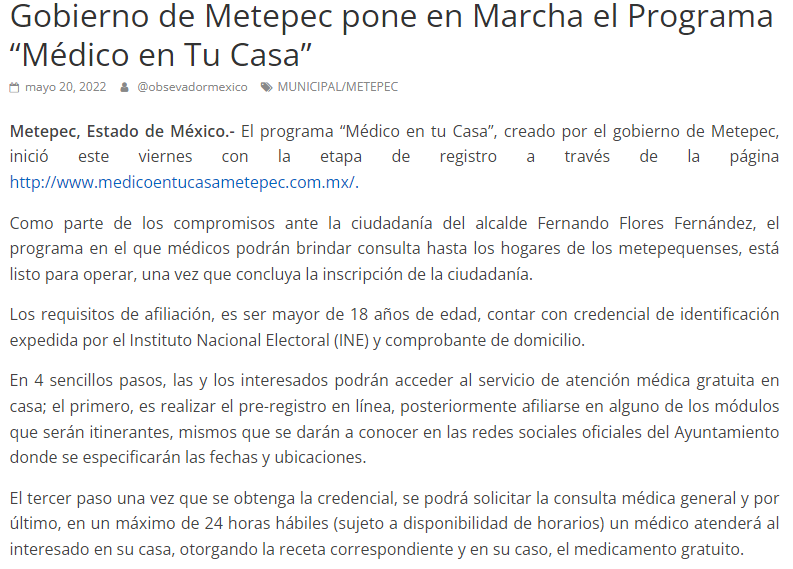 Gobierno de Metepec pone en Marcha el Programa
“Médico en Tu Casa”
mayo 20, 2022 @obsevadormexico MUNICIPAL/METEPEC
Metepec, Estado de México.- El programa “Médico en tu Casa”, creado por el gobierno de Metepec,
inició este viernes con la etapa de registro a través de la página
http://www.medicoentucasametepec.com.mx/.
Como parte de los compromisos ante la ciudadanía del alcalde Fernando Flores Fernández, el
programa en el que médicos podrán brindar consulta hasta los hogares de los metepequenses, está
listo para operar, una vez que concluya la inscripción de la ciudadanía.
Los requisitos de afiliación, es ser mayor de 18 años de edad, contar con credencial de identificación
expedida por el Instituto Nacional Electoral (INE) y comprobante de domicilio.
En 4 sencillos pasos, las y los interesados podrán acceder al servicio de atención médica gratuita en
casa; el primero, es realizar el pre-registro en línea, posteriormente afiliarse en alguno de los módulos
que serán itinerantes, mismos que se darán a conocer en las redes sociales oficiales del Ayuntamiento
donde se especificarán las fechas y ubicaciones.
El tercer paso una vez que se obtenga la credencial, se podrá solicitar la consulta médica general y por
último, en un máximo de 24 horas hábiles (sujeto a disponibilidad de horarios) un médico atenderá al
interesado en su casa, otorgando la receta correspondiente y en su caso, el medicamento gratuito.